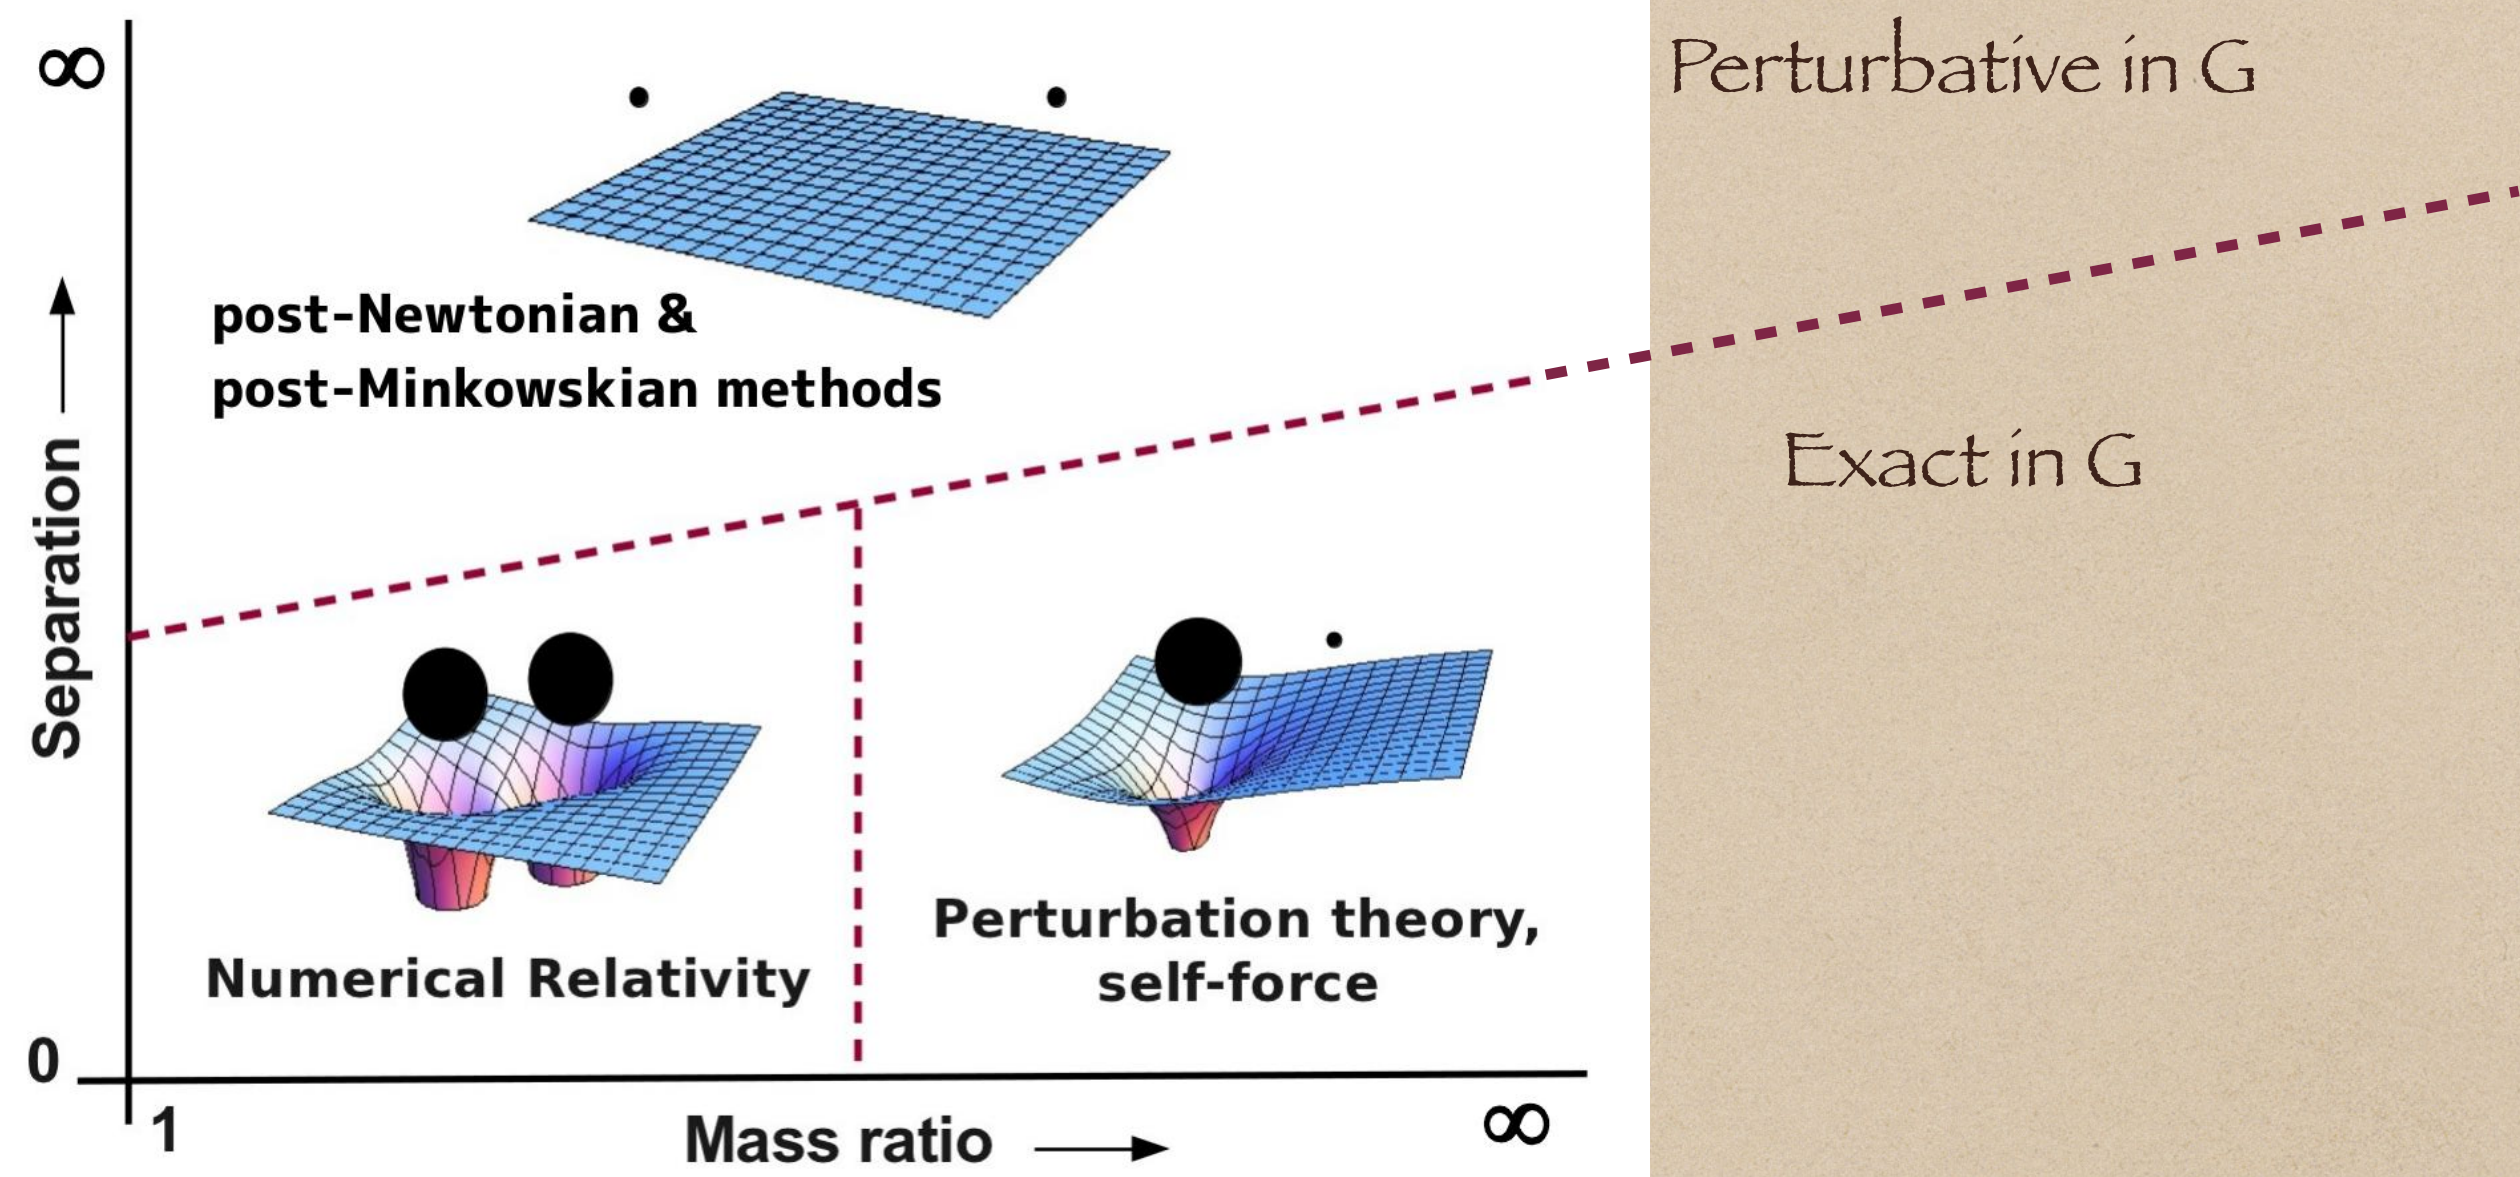 ∞
Perturbative in G
post-Newtonian &
post-Minkowskian methods
Exact in G
Separation
Numerical Relativity
Perturbation theory,
self-force
0
1
Mass ratio
∞